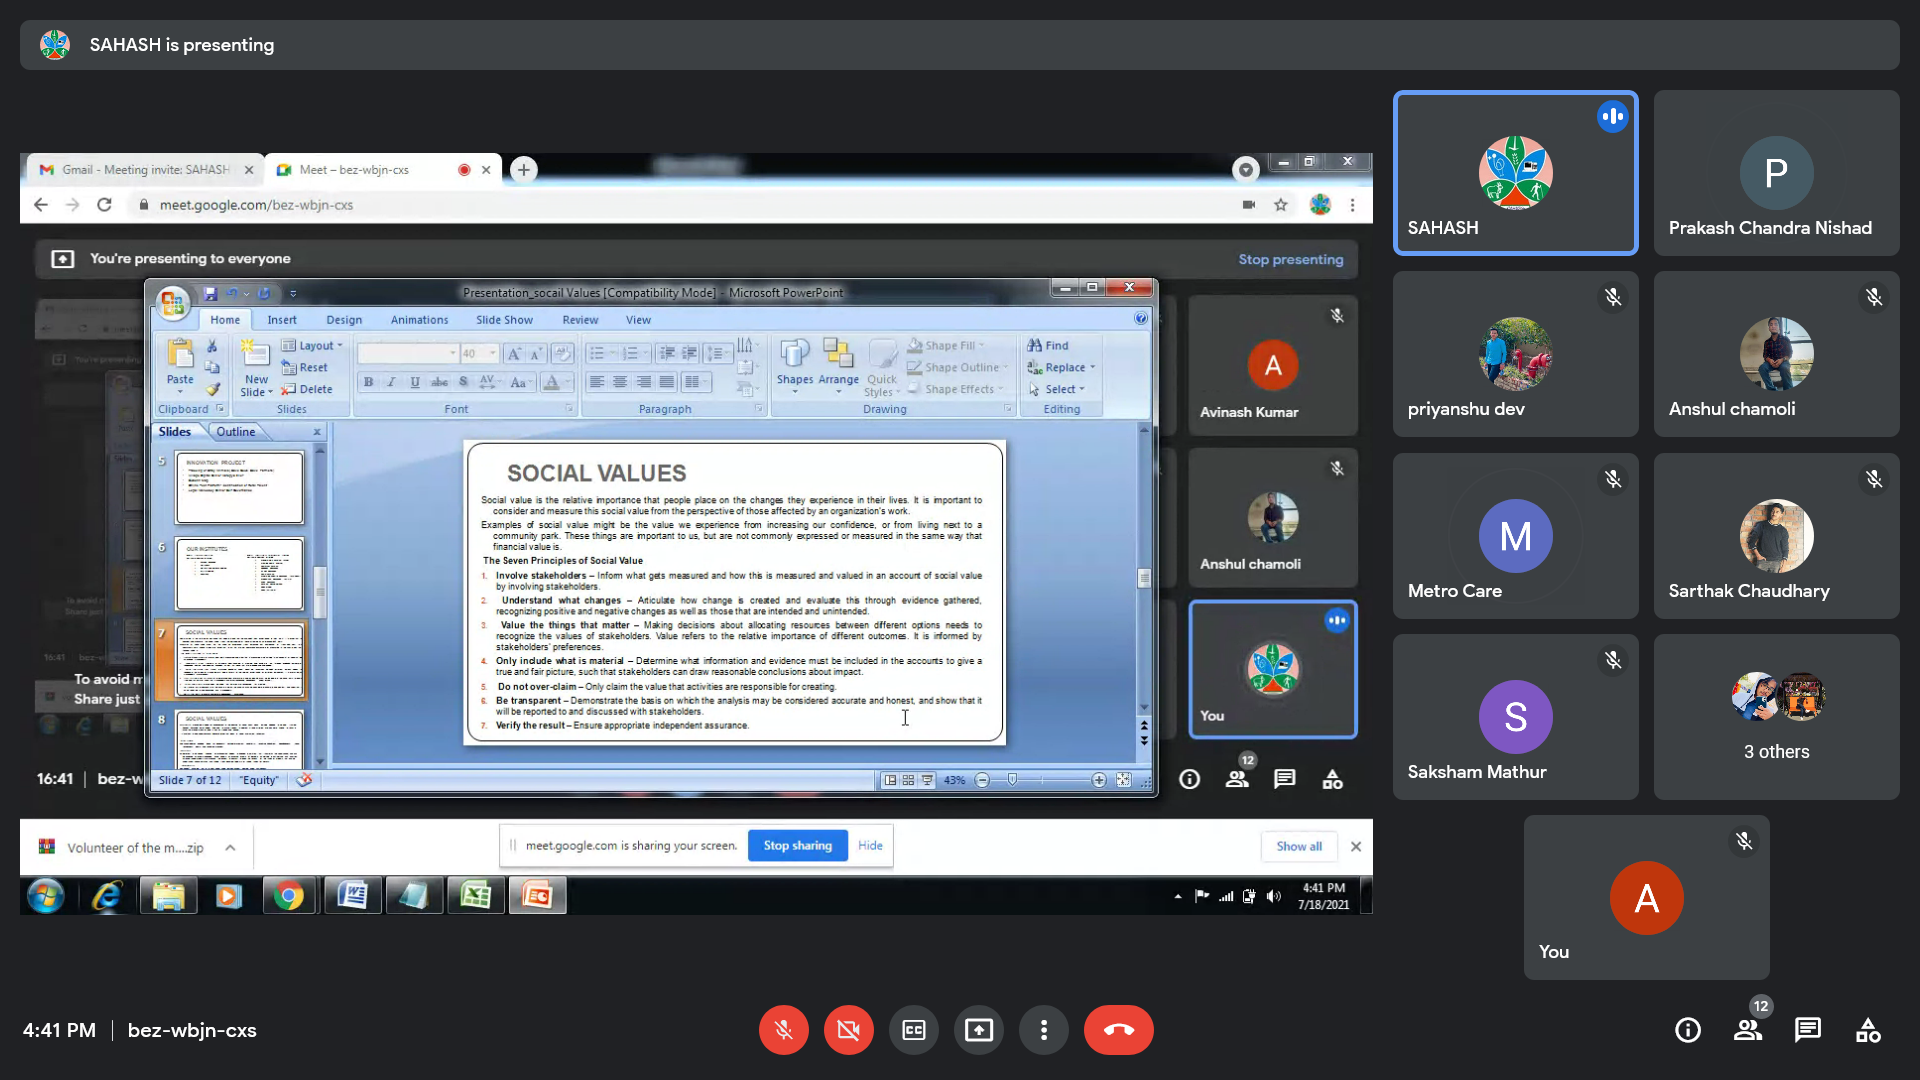 SAHASH is presenting
Gmail - Meeting invite: SAHASH
Meet – bez-wbjn-cxs
meet.google.com/bez-wbjn-cxs
You're presenting to everyone
Stop presenting
Presentation_socail Values [Compatibility Mode] - Microsoft PowerPoint
Home Insert Design Animations Slide Show Review View
Paste
New Slide
Layout
Reset
Delete
40
Shapes
Arrange
Quick Styles
Shape Fill
Shape Outline
Shape Effects
Find
Replace
Select
Clipboard Slides Font Paragraph Drawing Editing
Slides Outline
5
INNOVATION PROJECT
6
OUR INSTITUTES
7
SOCIAL VALUES
8
SOCIAL VALUES
SOCIAL VALUES
Social value is the relative importance that people place on the changes they experience in their lives. It is important to
consider and measure this social value from the perspective of those affected by an organization's work.
Examples of social value might be the value we experience from increasing our confidence, or from living next to a
community park. These things are important to us, but are not commonly expressed or measured in the same way that
financial value is.
The Seven Principles of Social Value
1. Involve stakeholders – Inform what gets measured and how this is measured and valued in an account of social value
by involving stakeholders.
2. Understand what changes – Articulate how change is created and evaluate this through evidence gathered,
recognizing positive and negative changes as well as those that are intended and unintended.
3. Value the things that matter – Making decisions about allocating resources between different options needs to
recognize the values of stakeholders. Value refers to the relative importance of different outcomes. It is informed by
stakeholders' preferences.
4. Only include what is material – Determine what information and evidence must be included in the accounts to give a
true and fair picture, such that stakeholders can draw reasonable conclusions about impact.
5. Do not over-claim – Only claim the value that activities are responsible for creating.
6. Be transparent – Demonstrate the basis on which the analysis may be considered accurate and honest, and show that it
will be reported to and discussed with stakeholders.
7. Verify the result – Ensure appropriate independent assurance.
Slide 7 of 12 "Equity"
43%
To avoid m
Share just
16:41 | bez-w
A
Avinash Kumar
Anshul chamoli
You
12
Volunteer of the m....zip
meet.google.com is sharing your screen.
Stop sharing
Hide
Show all
4:41 PM
7/18/2021
SAHASH
P
Prakash Chandra Nishad
priyanshu dev
Anshul chamoli
M
Metro Care
Sarthak Chaudhary
S
Saksham Mathur
3 others
A
You
4:41 PM | bez-wbjn-cxs
CC
12